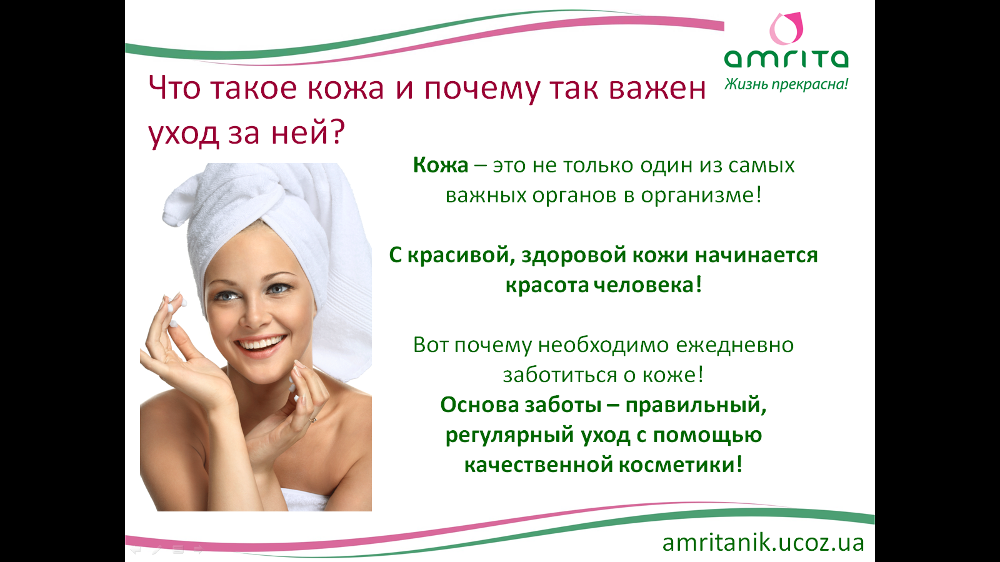 amrita
Жизнь прекрасна!
Что такое кожа и почему так важен
уход за ней?
Кожа – это не только один из самых
важных органов в организме!
С красивой, здоровой кожи начинается
красота человека!
Вот почему необходимо ежедневно
заботиться о коже!
Основа заботы – правильный,
регулярный уход с помощью
качественной косметики!
amritanik.ucoz.ua